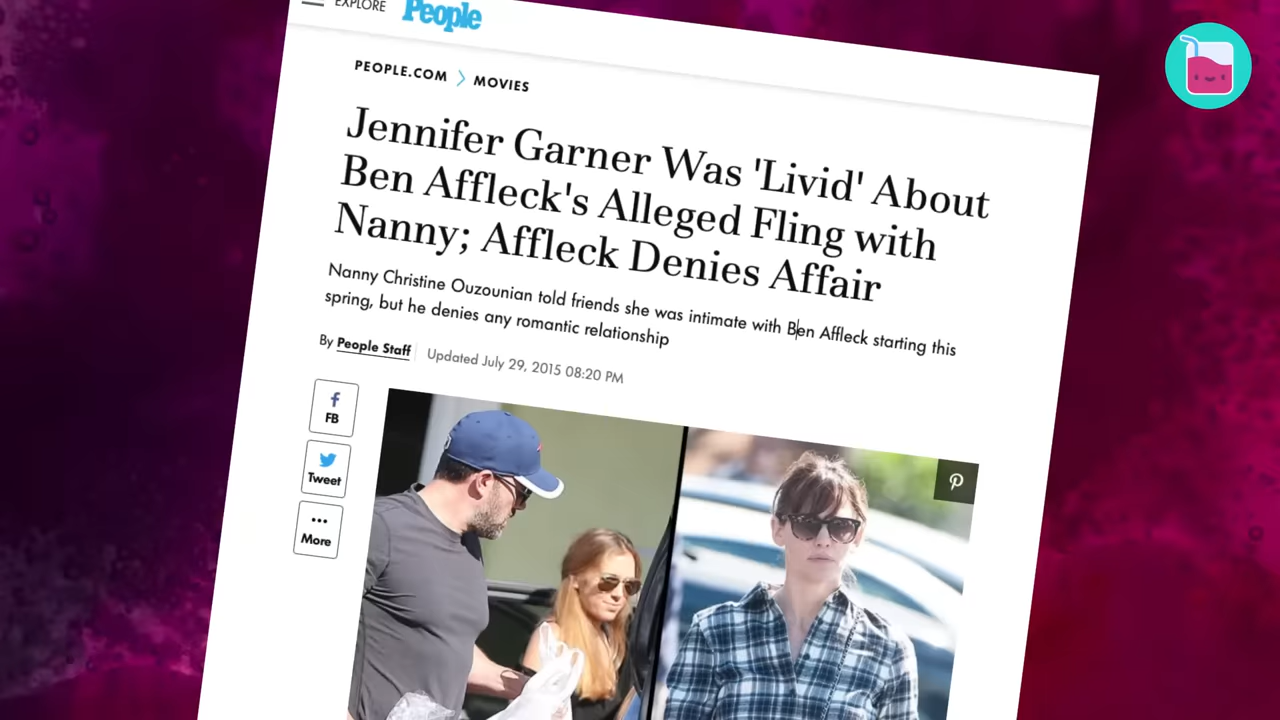 EXPLORE People
PEOPLE.COM > MOVIES
Jennifer Garner Was 'Livid' About
Ben Affleck's Alleged Fling with
Nanny; Affleck Denies Affair
Nanny Christine Ouzounian told friends she was intimate with Ben Affleck starting this
spring, but he denies any romantic relationship
By People Staff Updated July 29, 2015 08:20 PM
FB
Tweet
More